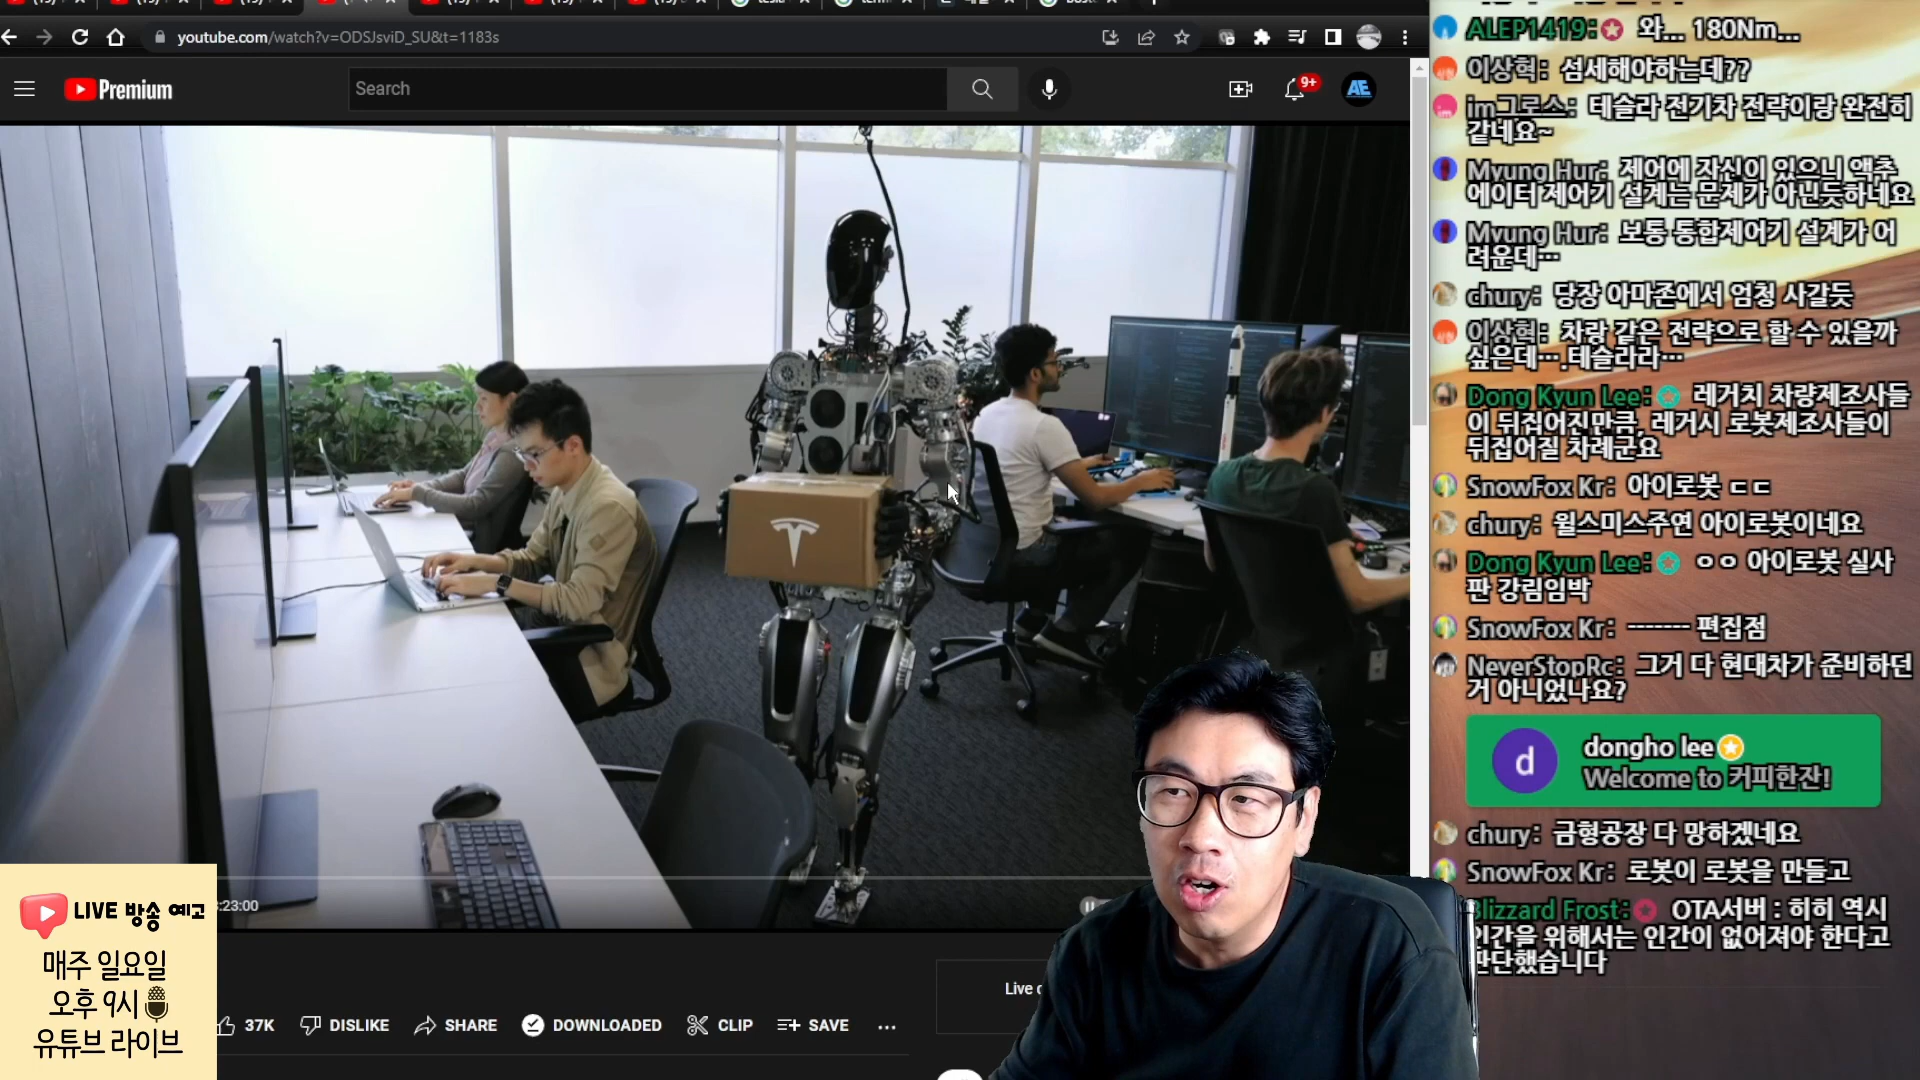 youtube.com/watch?v=ODSJsviD_SU&t=1183s
Premium
Search
9+
AE
:23:00
LIVE 방송 예고
매주 일요일
오후 9시
유튜브 라이브
37K
DISLIKE
SHARE
DOWNLOADED
CLIP
SAVE
Live
ALEP1419: 와... 180Nm...
이상혁: 섬세해야하는데??
im그로스: 테슬라 전기차 전략이랑 완전히
같네요~
Myung Hur: 제어에 자신이 있으니 액추
에이터 제어기 설계는 문제가 아닌듯하네요
Myung Hur: 보통 통합제어기 설계가 어
려운데…
chury: 당장 아마존에서 엄청 사갈듯
이상혁: 차랑 같은 전략으로 할 수 있을까
싶은데….테슬라라…
Dong Kyun Lee: 레거치 차량제조사들
이 뒤집어진만큼, 레거시 로봇제조사들이
뒤집어질 차례군요
SnowFox Kr: 아이로봇 ㄷㄷ
chury: 윌스미스주연 아이로봇이네요
Dong Kyun Lee: ㅇㅇ 아이로봇 실사
판 강림임박
SnowFox Kr: ------- 편집점
NeverStopRc: 그거 다 현대차가 준비하던
거 아니었나요?
d
dongho lee
Welcome to 커피한잔!
chury: 금형공장 다 망하겠네요
SnowFox Kr: 로봇이 로봇을 만들고
Blizzard Frost: OTA서버 : 히히 역시
인간을 위해서는 인간이 없어져야 한다고
판단했습니다